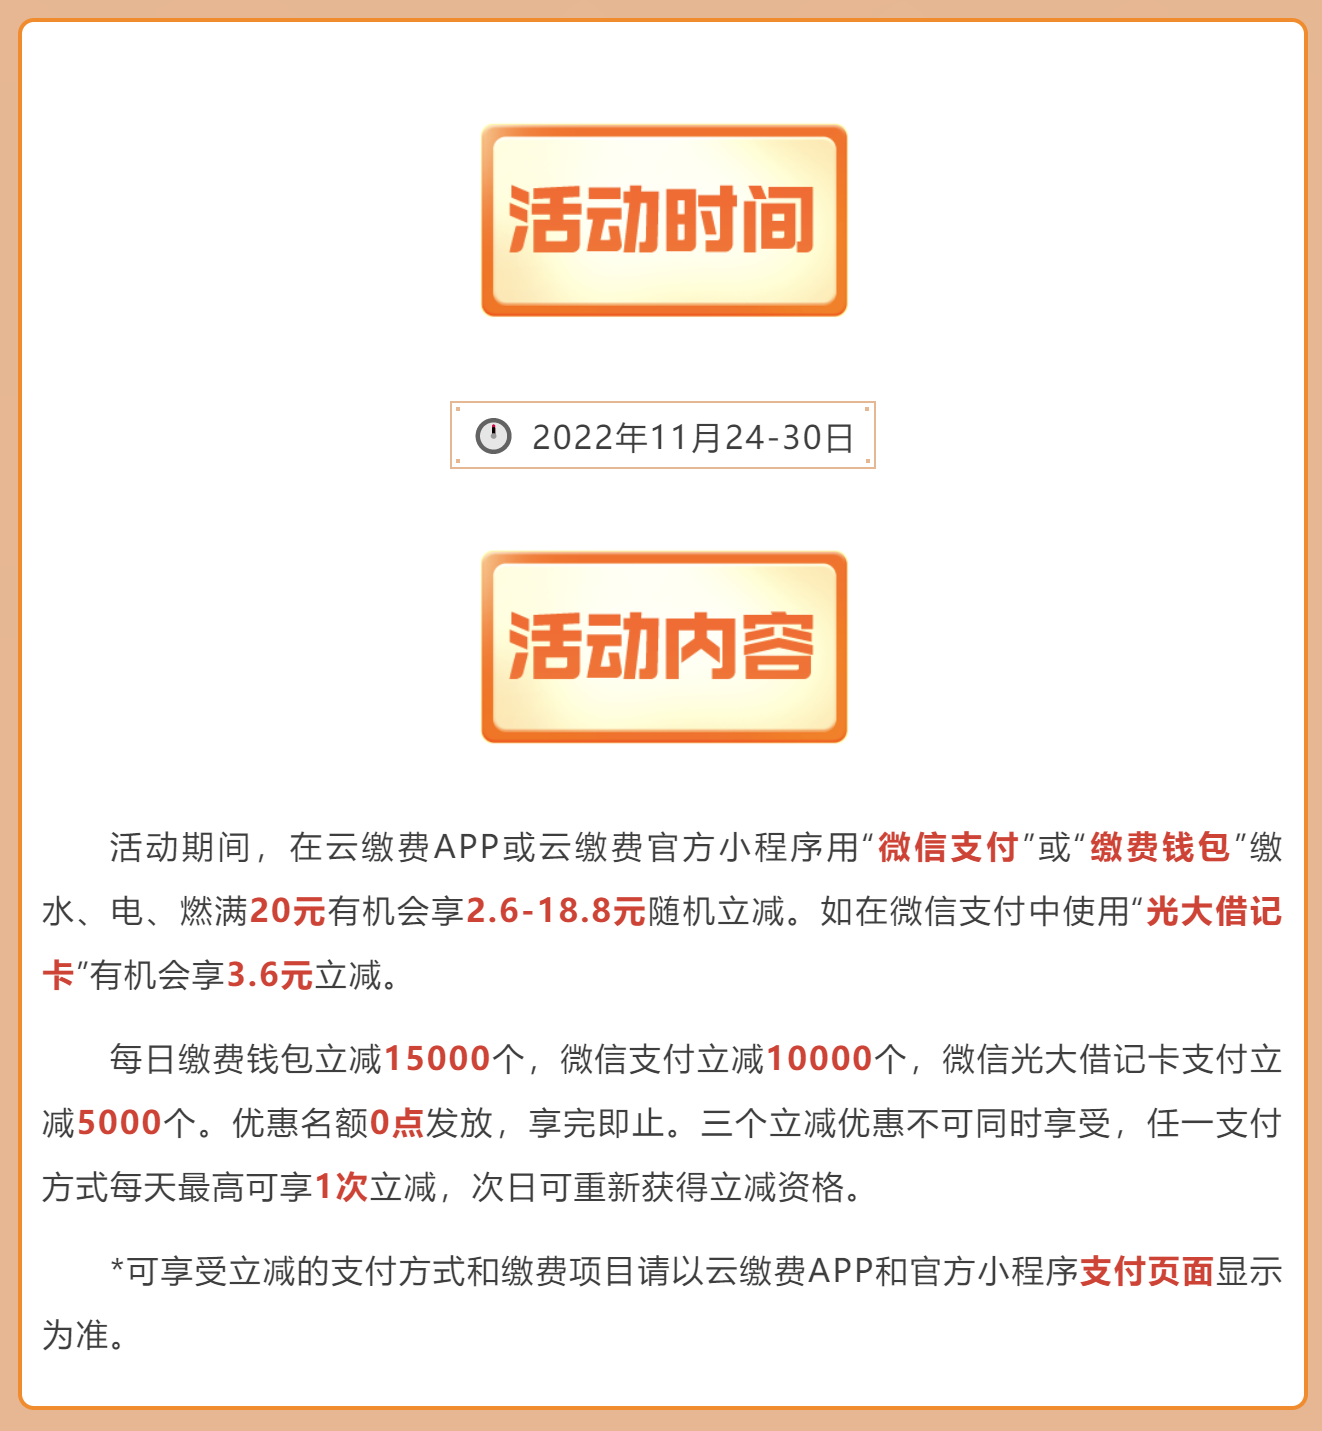 活动时间
2022年11月24-30日
活动内容
活动期间，在云缴费APP或云缴费官方小程序用“微信支付”或“缴费钱包”缴
水、电、燃满20元有机会享2.6-18.8元随机立减。如在微信支付中使用“光大借记
卡”有机会享3.6元立减。
每日缴费钱包立减15000个，微信支付立减10000个，微信光大借记卡支付立
减5000个。优惠名额0点发放，享完即止。三个立减优惠不可同时享受，任一支付
方式每天最高可享1次立减，次日可重新获得立减资格。
*可享受立减的支付方式和缴费项目请以云缴费APP和官方小程序支付页面显示
为准。